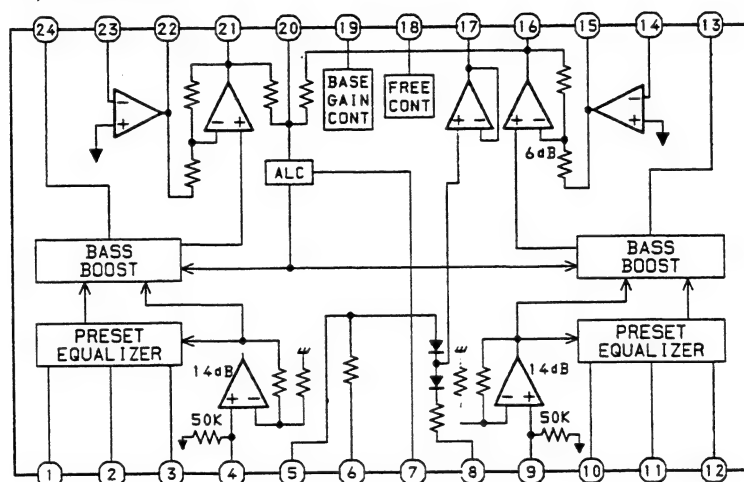 24 23 22 21 20 19 18 17 16 15 14 13
BASE
GAIN
CONT
FREE
CONT
- +
- +
+ -
+ -
- +
6dB
ALC
BASS
BOOST
BASS
BOOST
PRESET
EQUALIZER
PRESET
EQUALIZER
14dB
14dB
+ -
- +
50K
50K
1 2 3 4 5 6 7 8 9 10 11 12